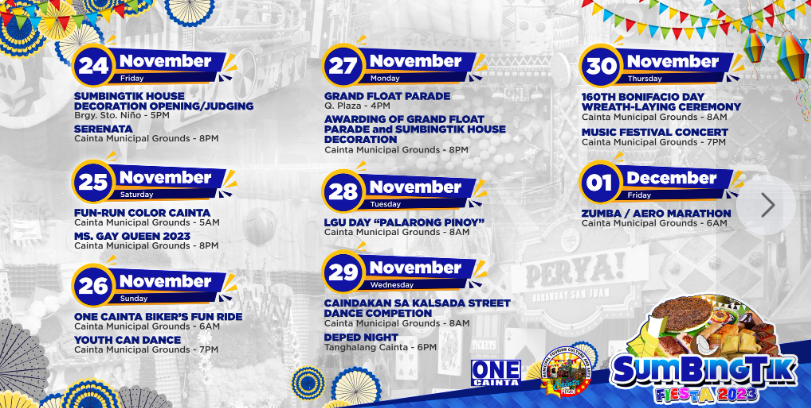 24 November
Friday
SUMBINGTIK HOUSE
DECORATION OPENING/JUDGING
Brgy. Sto. Niño - 5PM
SERENATA
Cainta Municipal Grounds - 8PM
25 November
Saturday
FUN-RUN COLOR CAINTA
Cainta Municipal Grounds - 5AM
MS. GAY QUEEN 2023
Cainta Municipal Grounds - 8PM
26 November
Sunday
ONE CAINTA BIKER'S FUN RIDE
Cainta Municipal Grounds - 6AM
YOUTH CAN DANCE
Cainta Municipal Grounds - 7PM
27 November
Monday
GRAND FLOAT PARADE
Q. Plaza - 4PM
AWARDING OF GRAND FLOAT
PARADE and SUMBINGTIK HOUSE
DECORATION
Cainta Municipal Grounds - 8PM
28 November
Tuesday
LGU DAY "PALARONG PINOY"
Cainta Municipal Grounds - 8AM
29 November
Wednesday
CAINDAKAN SA KALSADA STREET
DANCE COMPETION
Cainta Municipal Grounds - 8AM
DEPED NIGHT
Tanghalang Cainta - 6PM
30 November
Thursday
160TH BONIFACIO DAY
WREATH-LAYING CEREMONY
Cainta Municipal Grounds - 8AM
MUSIC FESTIVAL CONCERT
Cainta Municipal Grounds - 7PM
01 December
Friday
ZUMBA / AERO MARATHON
Cainta Municipal Grounds - 6AM
PERYA!
ONE
CAINTA
SUMBINGTIK
FIESTA 2023